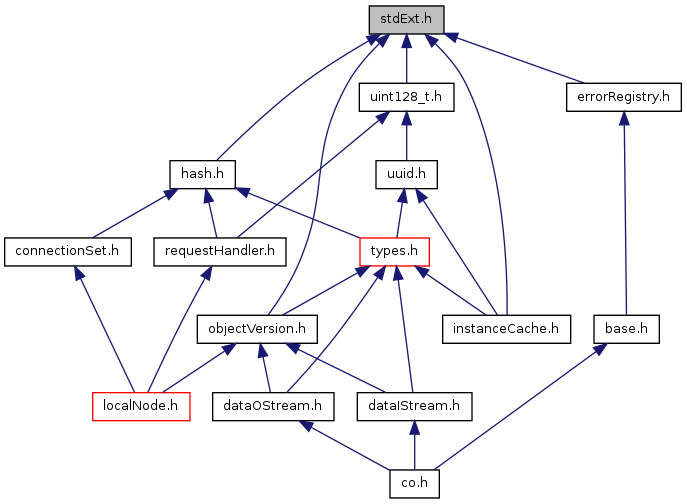 stdExt.h
uint128_t.h
errorRegistry.h
hash.h
uuid.h
connectionSet.h
requestHandler.h
types.h
objectVersion.h
instanceCache.h
base.h
localNode.h
dataOStream.h
dataIStream.h
co.h